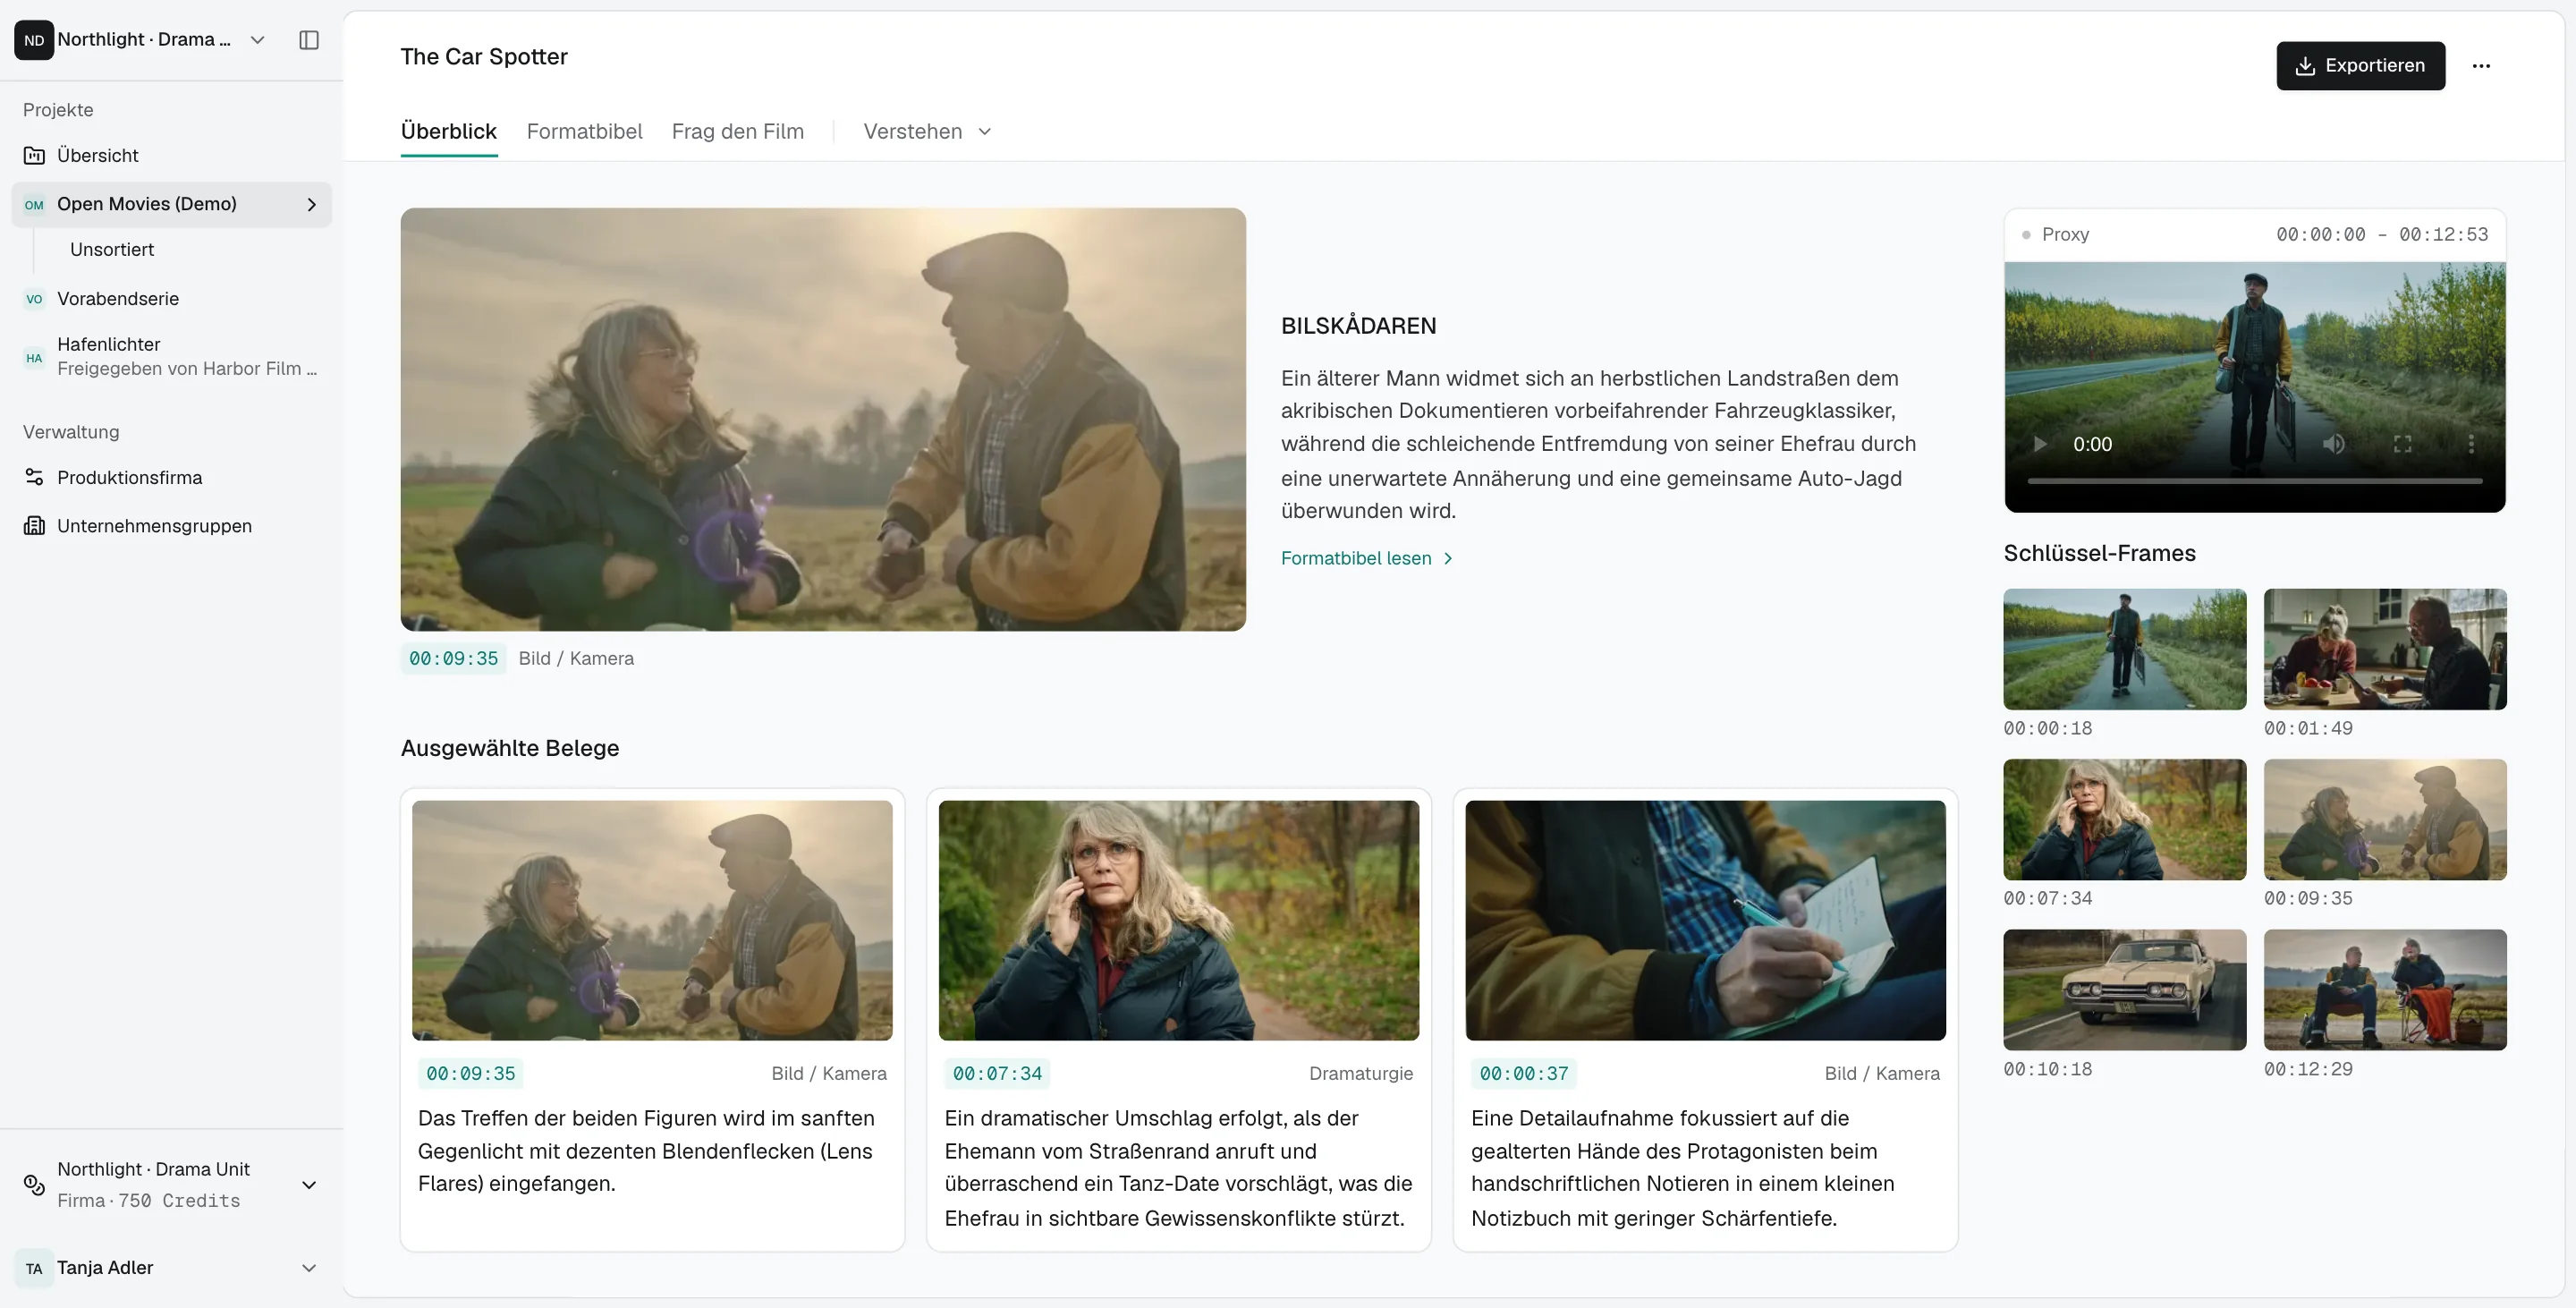 ND Northlight · Drama ...
Projekte
Übersicht
OM Open Movies (Demo)
Unsortiert
VO Vorabendserie
HA Hafenlichter
Freigegeben von Harbor Film ...
Verwaltung
Produktionsfirma
Unternehmensgruppen
Northlight · Drama Unit
Firma · 750 Credits
TA Tanja Adler
The Car Spotter
Exportieren
Überblick Formatbibel Frag den Film Verstehen
00:09:35 Bild / Kamera
BILSKÅDAREN
Ein älterer Mann widmet sich an herbstlichen Landstraßen dem
akribischen Dokumentieren vorbeifahrender Fahrzeugklassiker,
während die schleichende Entfremdung von seiner Ehefrau durch
eine unerwartete Annäherung und eine gemeinsame Auto-Jagd
überwunden wird.
Formatbibel lesen
Ausgewählte Belege
00:09:35 Bild / Kamera
Das Treffen der beiden Figuren wird im sanften
Gegenlicht mit dezenten Blendenflecken (Lens
Flares) eingefangen.
00:07:34 Dramaturgie
Ein dramatischer Umschlag erfolgt, als der
Ehemann vom Straßenrand anruft und
überraschend ein Tanz-Date vorschlägt, was die
Ehefrau in sichtbare Gewissenskonflikte stürzt.
00:00:37 Bild / Kamera
Eine Detailaufnahme fokussiert auf die
gealterten Hände des Protagonisten beim
handschriftlichen Notieren in einem kleinen
Notizbuch mit geringer Schärfentiefe.
Proxy 00:00:00 – 00:12:53
0:00
Schlüssel-Frames
00:00:18 00:01:49
00:07:34 00:09:35
00:10:18 00:12:29